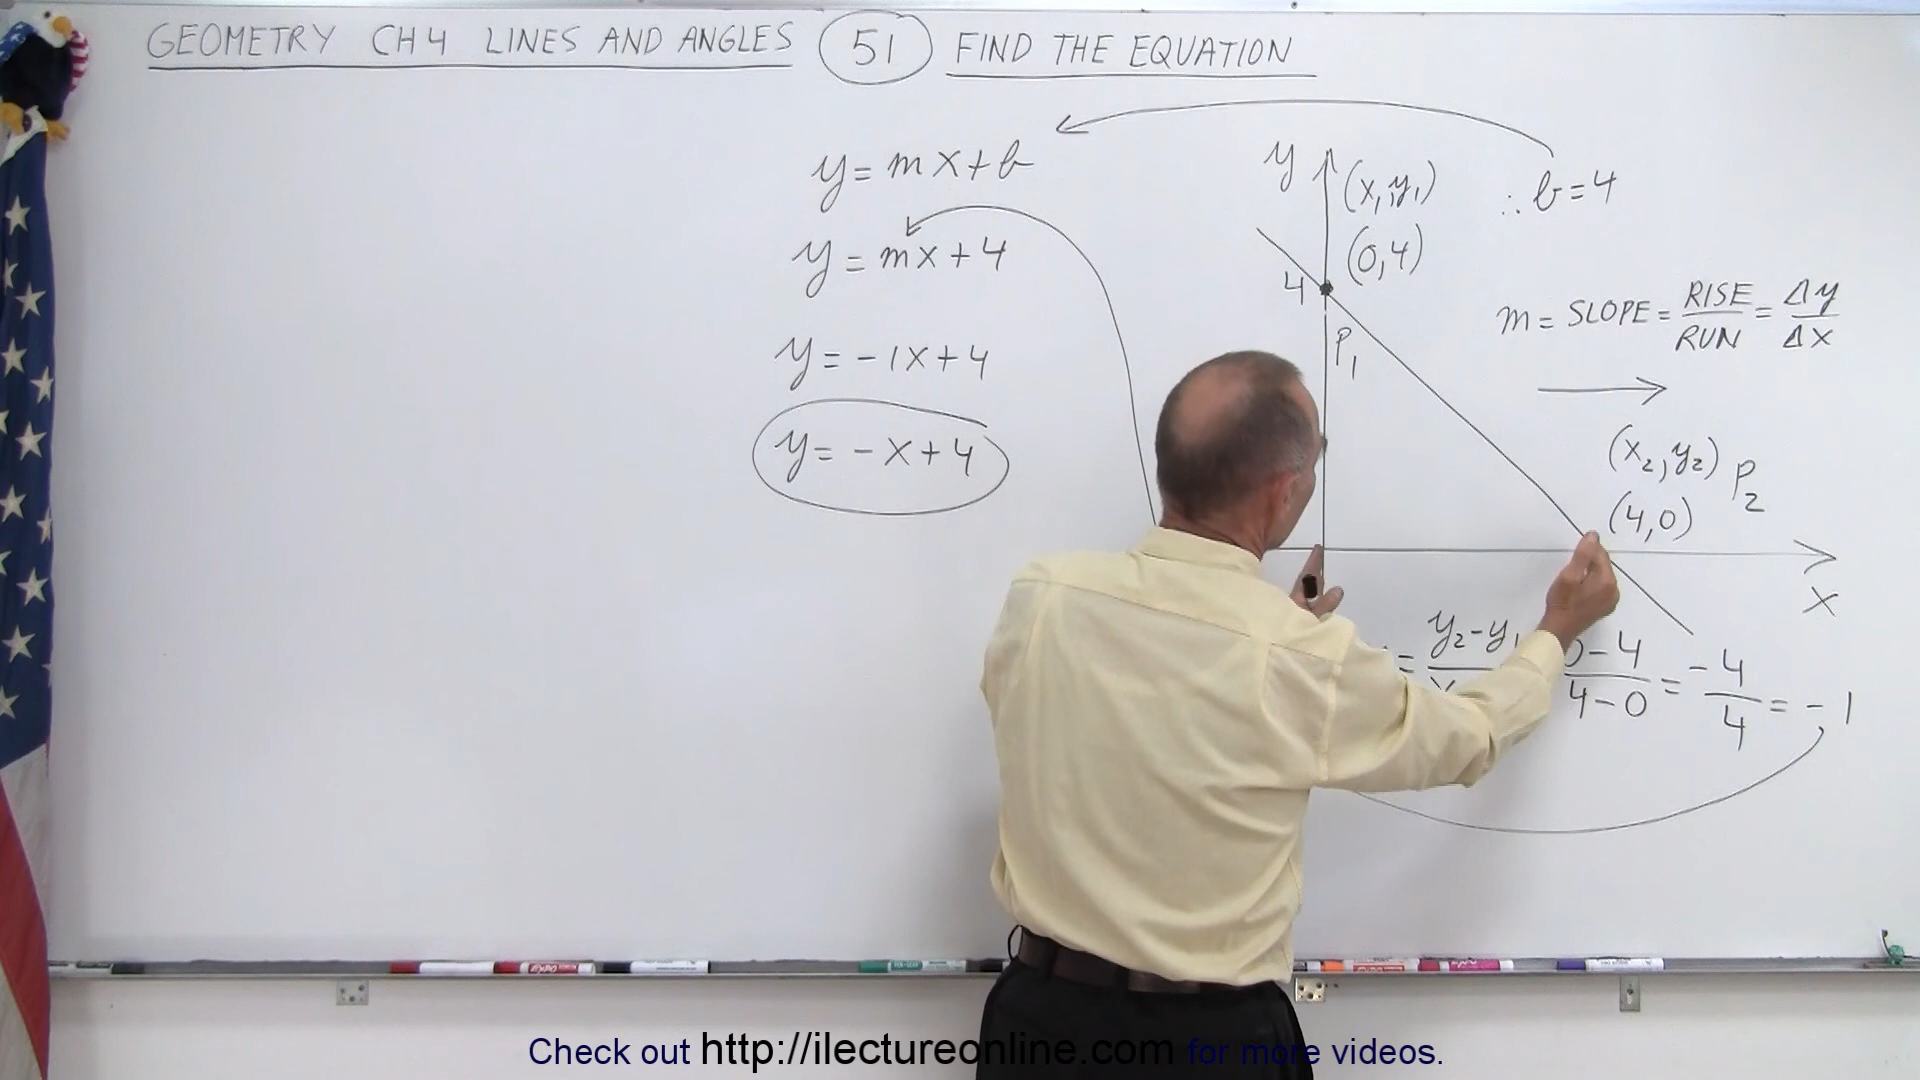 GEOMETRY CH 4 LINES AND ANGLES 51 FIND THE EQUATION
y = mx + b
y = mx + 4
y = -1x + 4
y = -x + 4
y
(x₁, y₁)
(0,4)
4
P₁
∴ b = 4
m = SLOPE = RISE/RUN = Δy/Δx
(x₂, y₂) P₂
(4,0)
x
= y₂-y₁ 0-4/4-0 = -4/4 = -1
Check out http://ilectureonline.com for more videos.